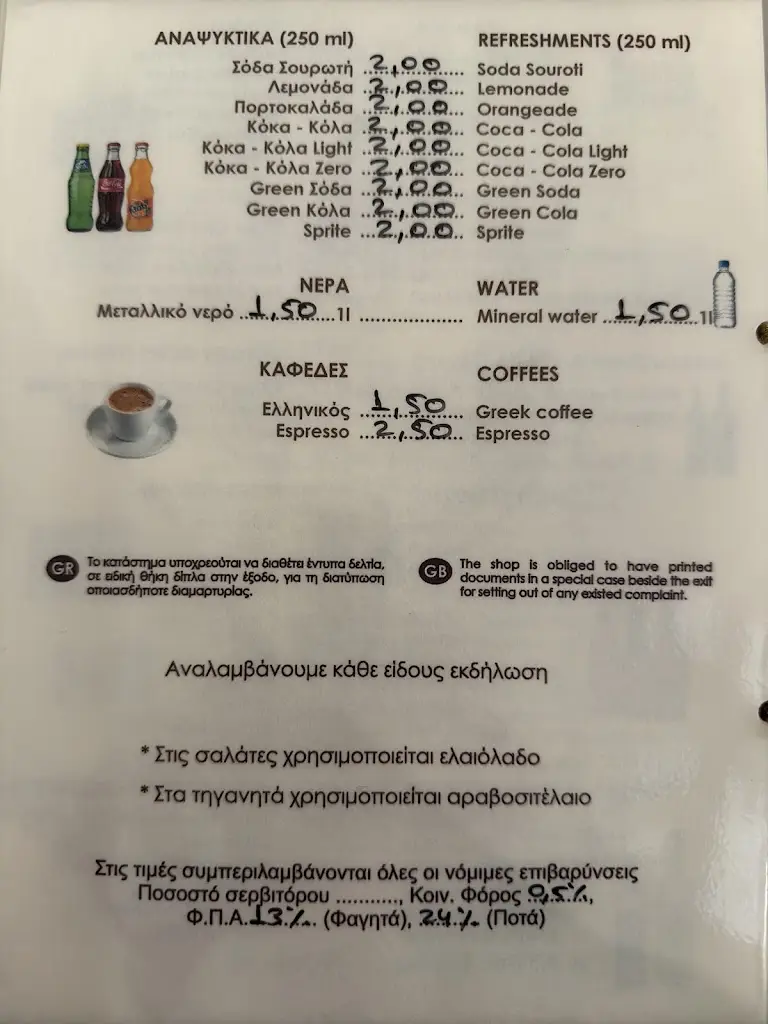 ΑΝΑΨΥΚΤΙΚΑ (250 ml) REFRESHMENTS (250 ml)
Σόδα Σουρωτή ..2,00..... Soda Souroti
Λεμονάδα ..2,00... Lemonade
Πορτοκαλάδα ..2,00... Orangeade
Κόκα - Κόλα ..2,00... Coca - Cola
Κόκα - Κόλα Light ..2,00... Coca - Cola Light
Κόκα - Κόλα Zero ..2,00... Coca - Cola Zero
Green Σόδα ..2,00... Green Soda
Green Κόλα ..2,00... Green Cola
Sprite ...2,00.. Sprite
ΝΕΡΑ WATER
Μεταλλικό νερό ..1,50....1l ................... Mineral water ..1,50.1l
ΚΑΦΕΔΕΣ COFFEES
Ελληνικός ..1,50... Greek coffee
Espresso ..2,50.. Espresso
GR Το κατάστημα υποχρεούται να διαθέτει έντυπα δελτία,
σε ειδική θήκη δίπλα στην έξοδο, για τη διατύπωση
οποιασδήποτε διαμαρτυρίας.
GB The shop is obliged to have printed
documents in a special case beside the exit
for setting out of any existed complaint.
Αναλαμβάνουμε κάθε είδους εκδήλωση
* Στις σαλάτες χρησιμοποιείται ελαιόλαδο
* Στα τηγανητά χρησιμοποιείται αραβοσιτέλαιο
Στις τιμές συμπεριλαμβάνονται όλες οι νόμιμες επιβαρύνσεις
Ποσοστό σερβιτόρου ..........., Κοιν. Φόρος 0,5%,
Φ.Π.Α.13%. (Φαγητά), 24% (Ποτά)